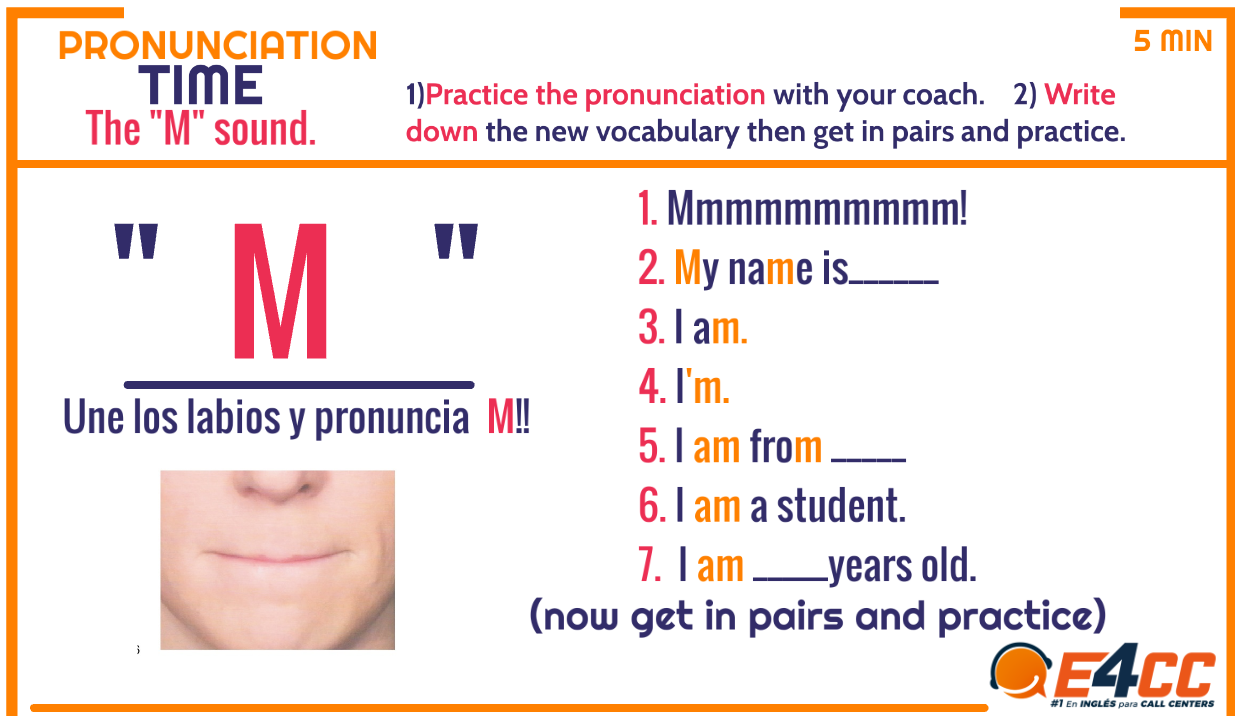 PRONUNCIATION
TIME
The "M" sound.
5 MIN
1)Practice the pronunciation with your coach. 2) Write
down the new vocabulary then get in pairs and practice.
" M "
Une los labios y pronuncia M!!
1. Mmmmmmmmmm!
2. My name is______
3. I am.
4. I'm.
5. I am from _____
6. I am a student.
7. I am _____years old.
(now get in pairs and practice)
E4CC
#1 En INGLÉS para CALL CENTERS